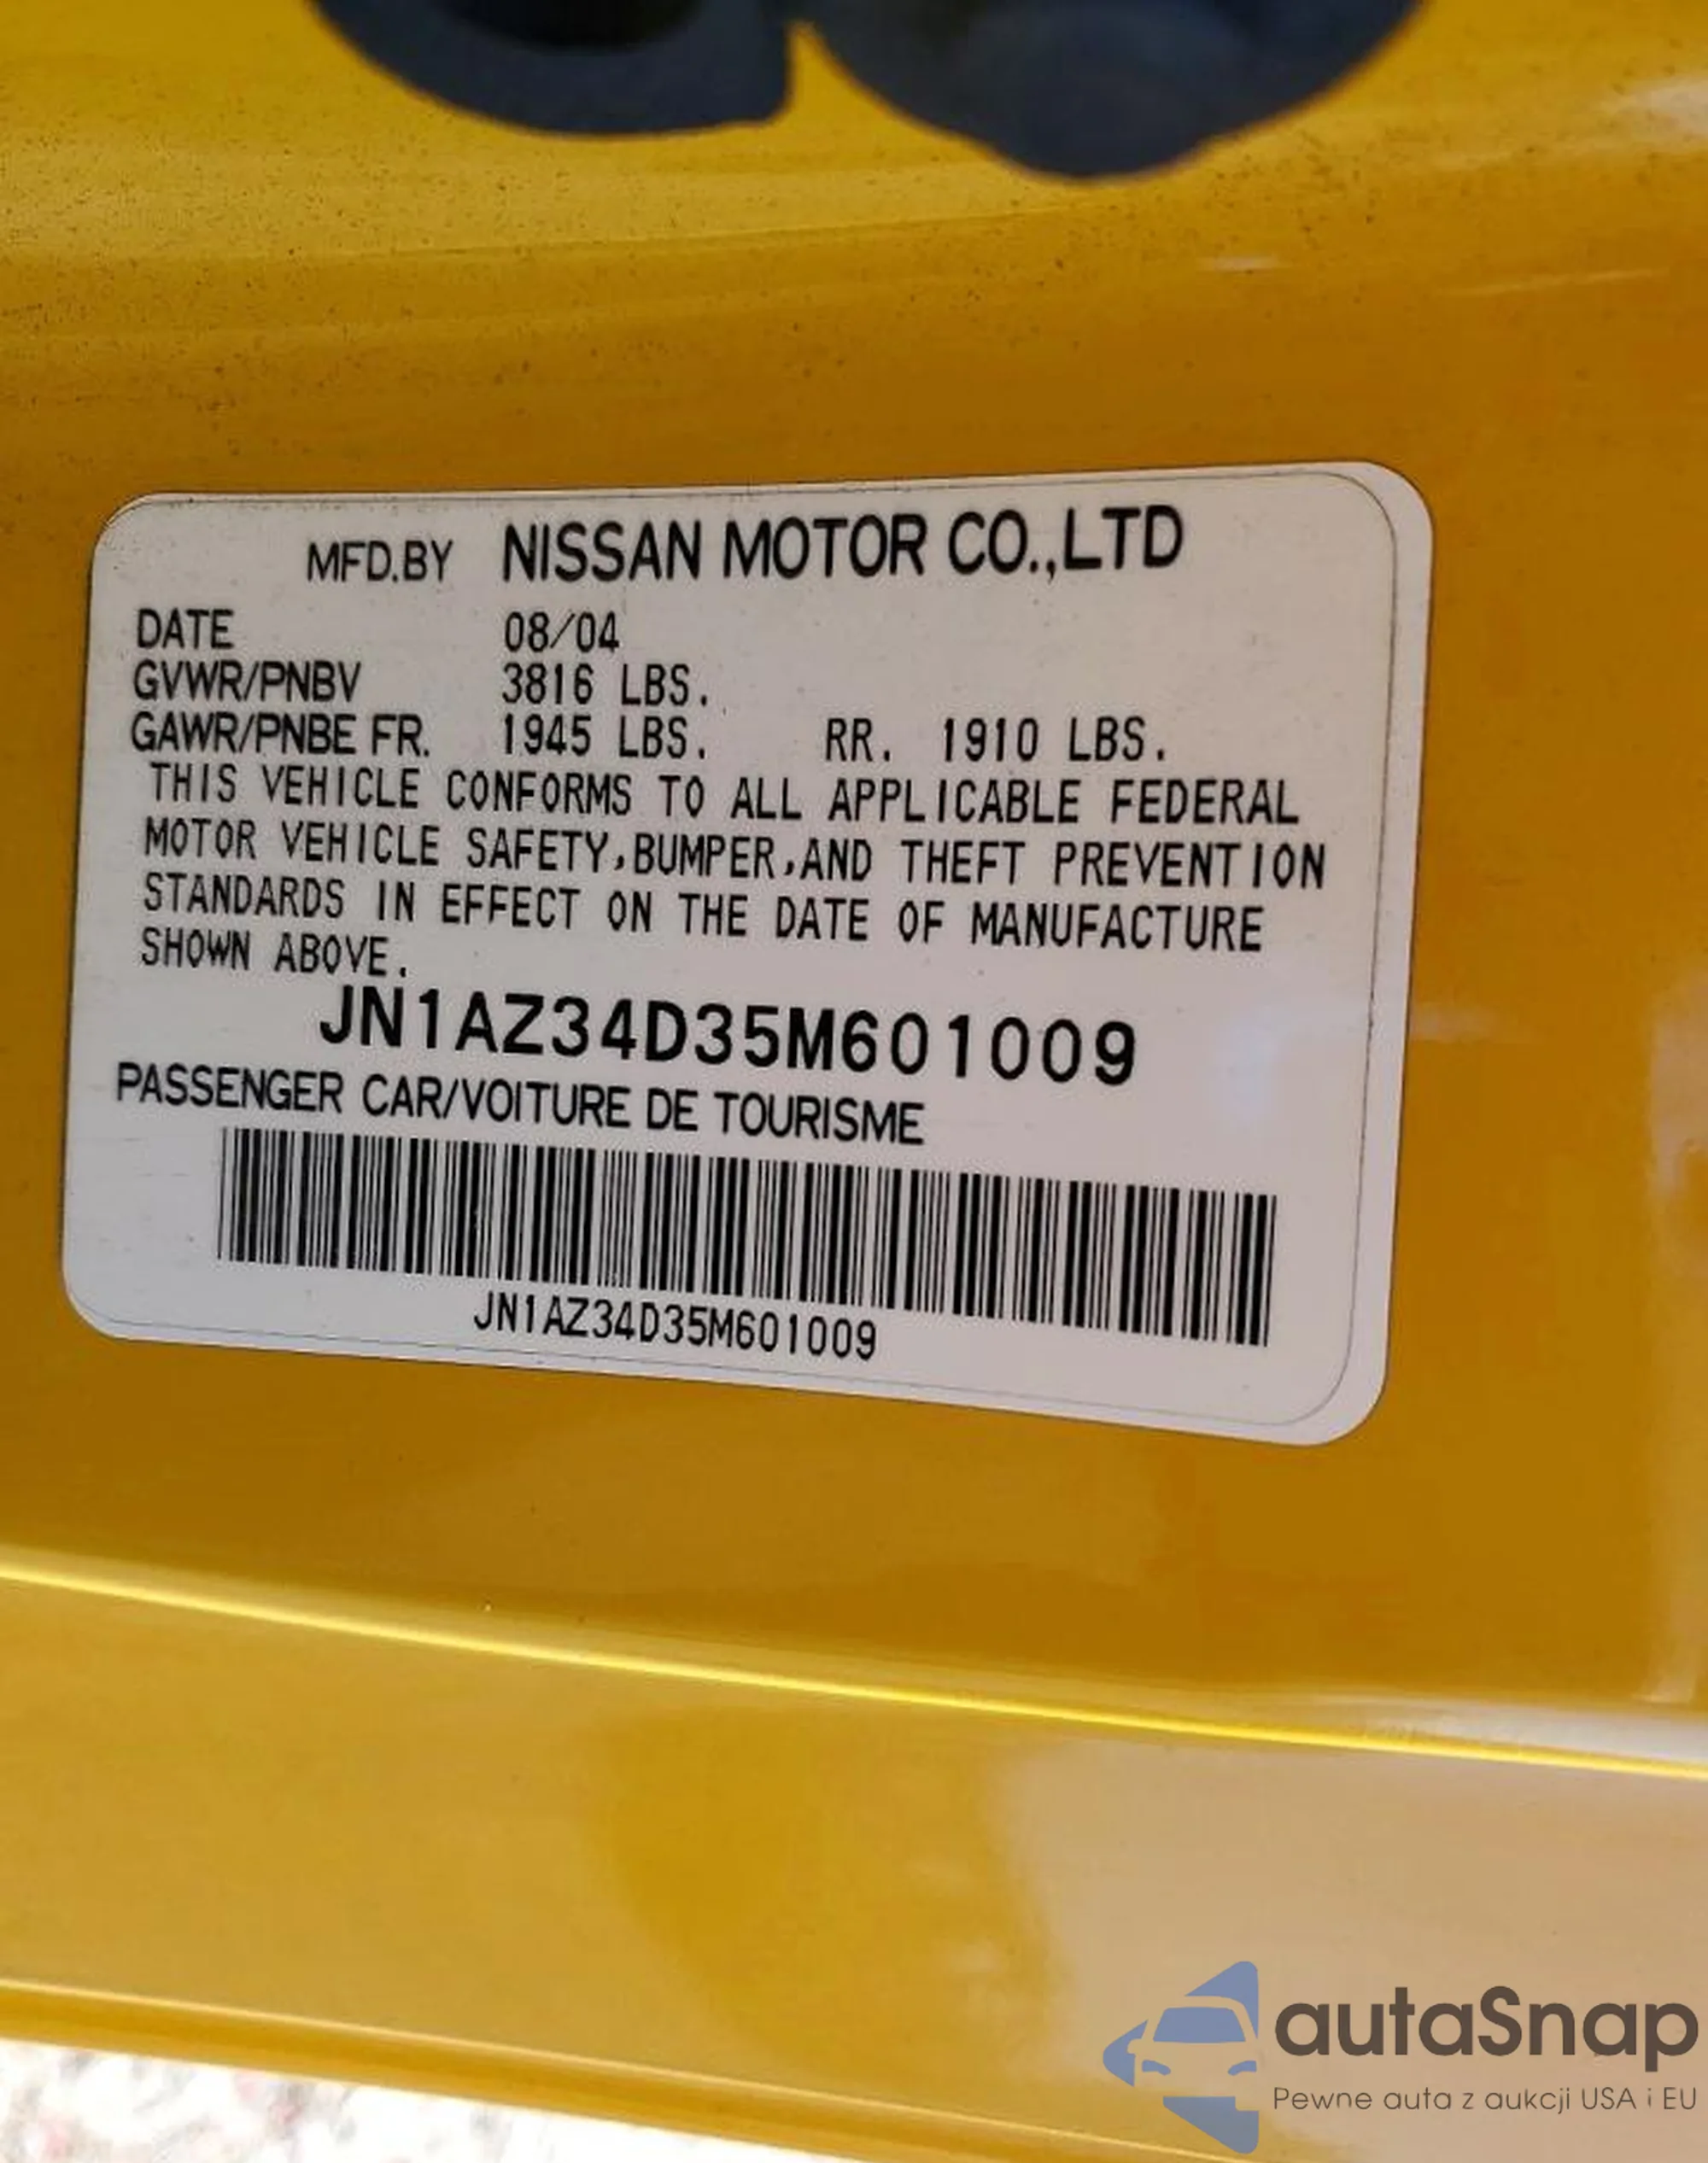 MFD.BY NISSAN MOTOR CO.,LTD
DATE 08/04
GVWR/PNBV 3816 LBS.
GAWR/PNBE FR. 1945 LBS. RR. 1910 LBS.
THIS VEHICLE CONFORMS TO ALL APPLICABLE FEDERAL
MOTOR VEHICLE SAFETY,BUMPER,AND THEFT PREVENTION
STANDARDS IN EFFECT ON THE DATE OF MANUFACTURE
SHOWN ABOVE.
JN1AZ34D35M601009
PASSENGER CAR/VOITURE DE TOURISME
JN1AZ34D35M601009
autaSnap
Pewne auta z aukcji USA i EU